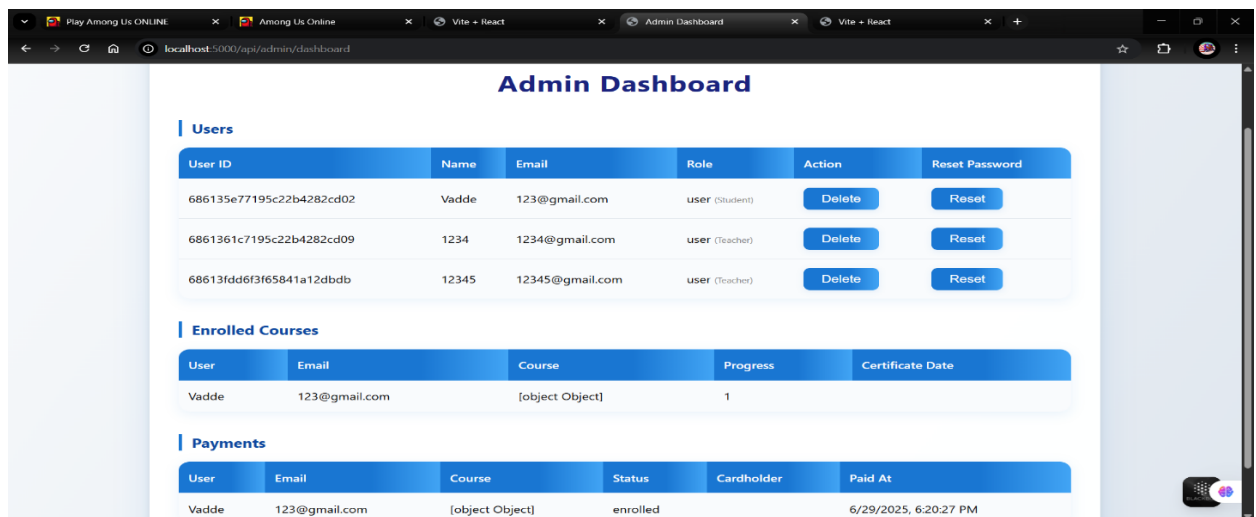 Play Among Us ONLINE Among Us Online Vite + React Admin Dashboard Vite + React
localhost:5000/api/admin/dashboard
Admin Dashboard
Users
User ID Name Email Role Action Reset Password
686135e77195c22b4282cd02 Vadde 123@gmail.com user (Student) Delete Reset
6861361c7195c22b4282cd09 1234 1234@gmail.com user (Teacher) Delete Reset
68613fdd6f3f65841a12dbdb 12345 12345@gmail.com user (Teacher) Delete Reset
Enrolled Courses
User Email Course Progress Certificate Date
Vadde 123@gmail.com [object Object] 1
Payments
User Email Course Status Cardholder Paid At
Vadde 123@gmail.com [object Object] enrolled 6/29/2025, 6:20:27 PM